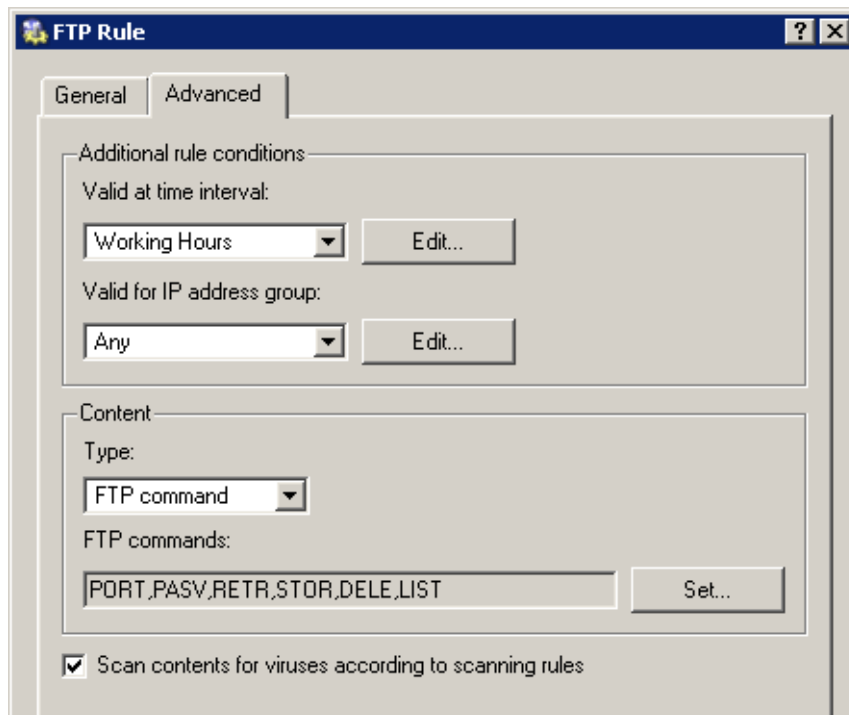 FTP Rule
General Advanced
Additional rule conditions
Valid at time interval:
Working Hours Edit...
Valid for IP address group:
Any Edit...
Content
Type:
FTP command
FTP commands:
PORT,PASV,RETR,STOR,DELE,LIST Set...
Scan contents for viruses according to scanning rules